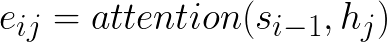 e_{ij} = attention(s_{i-1}, h_j)